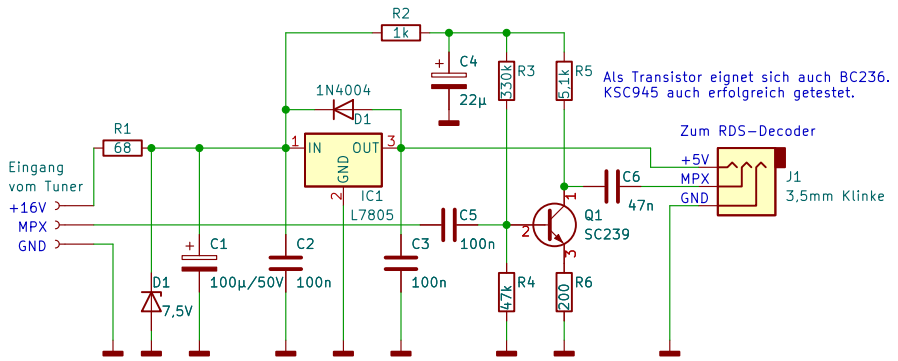 R2
1k
C4
+
22µ
R3
330k
R5
5,1k
Als Transistor eignet sich auch BC236.
KSC945 auch erfolgreich getestet.
1N4004
D1
R1
68
1
IN
OUT
3
GND
2
IC1
L7805
Zum RDS-Decoder
+5V
MPX
GND
J1
3,5mm Klinke
Eingang
vom Tuner
+16V
MPX
GND
C6
47n
1
Q1
SC239
2
3
C5
100n
+
C1
100µ/50V
C2
100n
C3
100n
D1
7,5V
R4
47k
R6
200